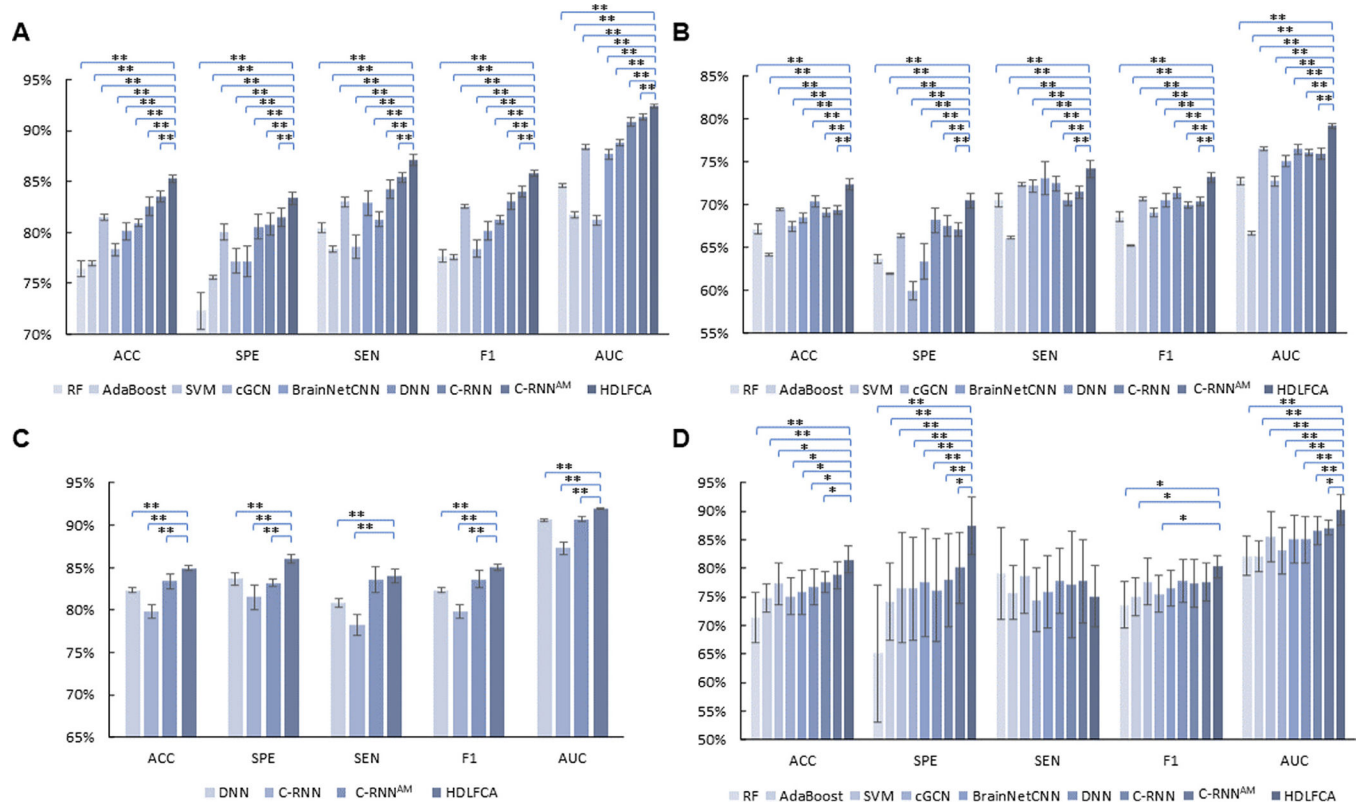 A
** ** ** ** ** ** ** **
** ** ** ** ** ** ** **
** ** ** ** ** ** ** **
** ** ** ** ** ** ** **
** ** ** ** ** ** ** **
95%
90%
85%
80%
75%
70%
ACC SPE SEN F1 AUC
RF AdaBoost SVM cGCN BrainNetCNN DNN C-RNN C-RNN^AM HDLFCA
B
** ** ** ** ** ** ** **
** ** ** ** ** ** ** **
** ** ** ** ** ** ** **
** ** ** ** ** ** ** **
** ** ** ** ** ** ** **
85%
80%
75%
70%
65%
60%
55%
ACC SPE SEN F1 AUC
RF AdaBoost SVM cGCN BrainNetCNN DNN C-RNN C-RNN^AM HDLFCA
C
** ** **
** ** **
** **
** ** **
** ** **
95%
90%
85%
80%
75%
70%
65%
ACC SPE SEN F1 AUC
DNN C-RNN C-RNN^AM HDLFCA
D
** ** * * * * *
** ** ** ** ** ** ** *
* * *
** ** ** ** ** ** ** *
95%
90%
85%
80%
75%
70%
65%
60%
55%
50%
ACC SPE SEN F1 AUC
RF AdaBoost SVM cGCN BrainNetCNN DNN C-RNN C-RNN^AM HDLFCA